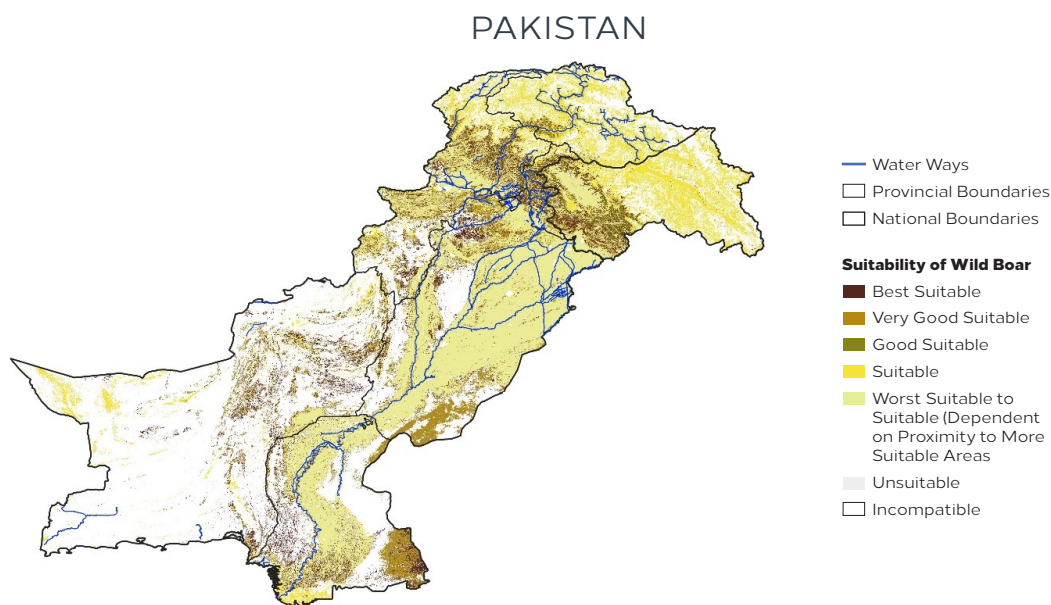 PAKISTAN
Water Ways
Provincial Boundaries
National Boundaries
Suitability of Wild Boar
Best Suitable
Very Good Suitable
Good Suitable
Suitable
Worst Suitable to
Suitable (Dependent
on Proximity to More
Suitable Areas
Unsuitable
Incompatible